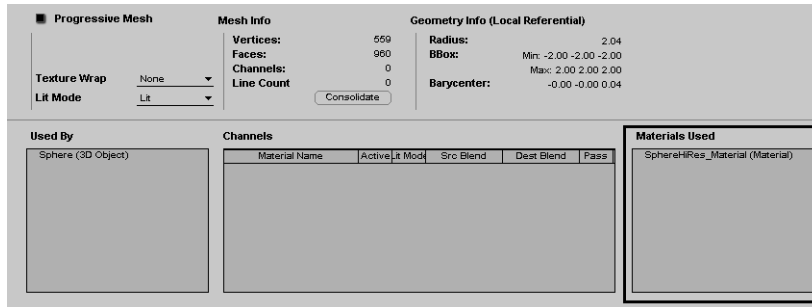 Progressive Mesh
Mesh Info
Geometry Info (Local Referential)
Vertices: 559
Radius: 2.04
Faces: 960
BBox: Min: -2.00 -2.00 -2.00
Channels: 0
Max: 2.00 2.00 2.00
Texture Wrap None
Line Count 0
Barycenter: -0.00 -0.00 0.04
Lit Mode Lit
Consolidate
Used By
Channels
Materials Used
Sphere (3D Object)
Material Name Active Lit Mode Src Blend Dest Blend Pass
SphereHiRes_Material (Material)